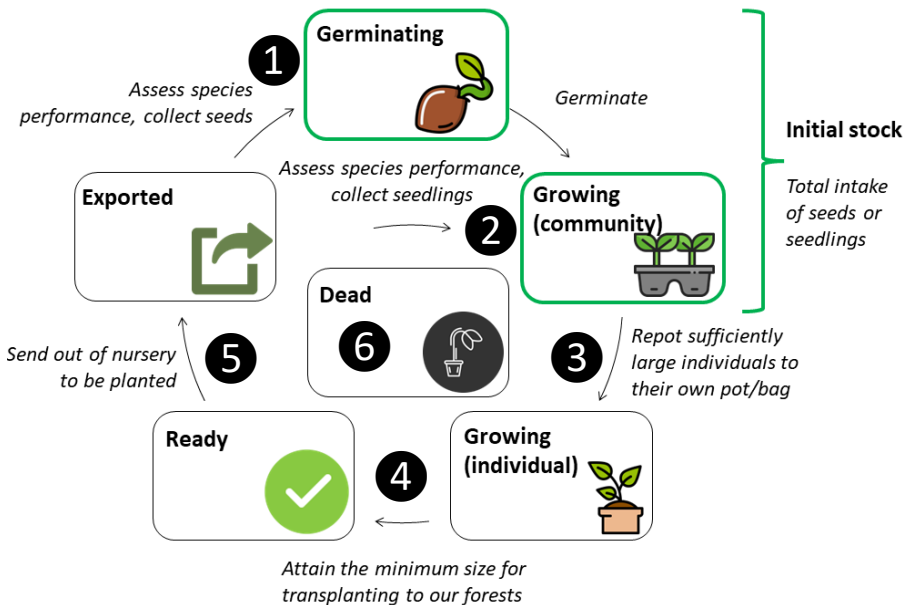 1
Germinating
Assess species
performance, collect seeds
Germinate
Initial stock
Total intake
of seeds or
seedlings
Assess species performance,
collect seedlings
Exported
2
Growing
(community)
Dead
6
Send out of nursery
to be planted
5
3
Repot sufficiently
large individuals to
their own pot/bag
Ready
4
Growing
(individual)
Attain the minimum size for
transplanting to our forests